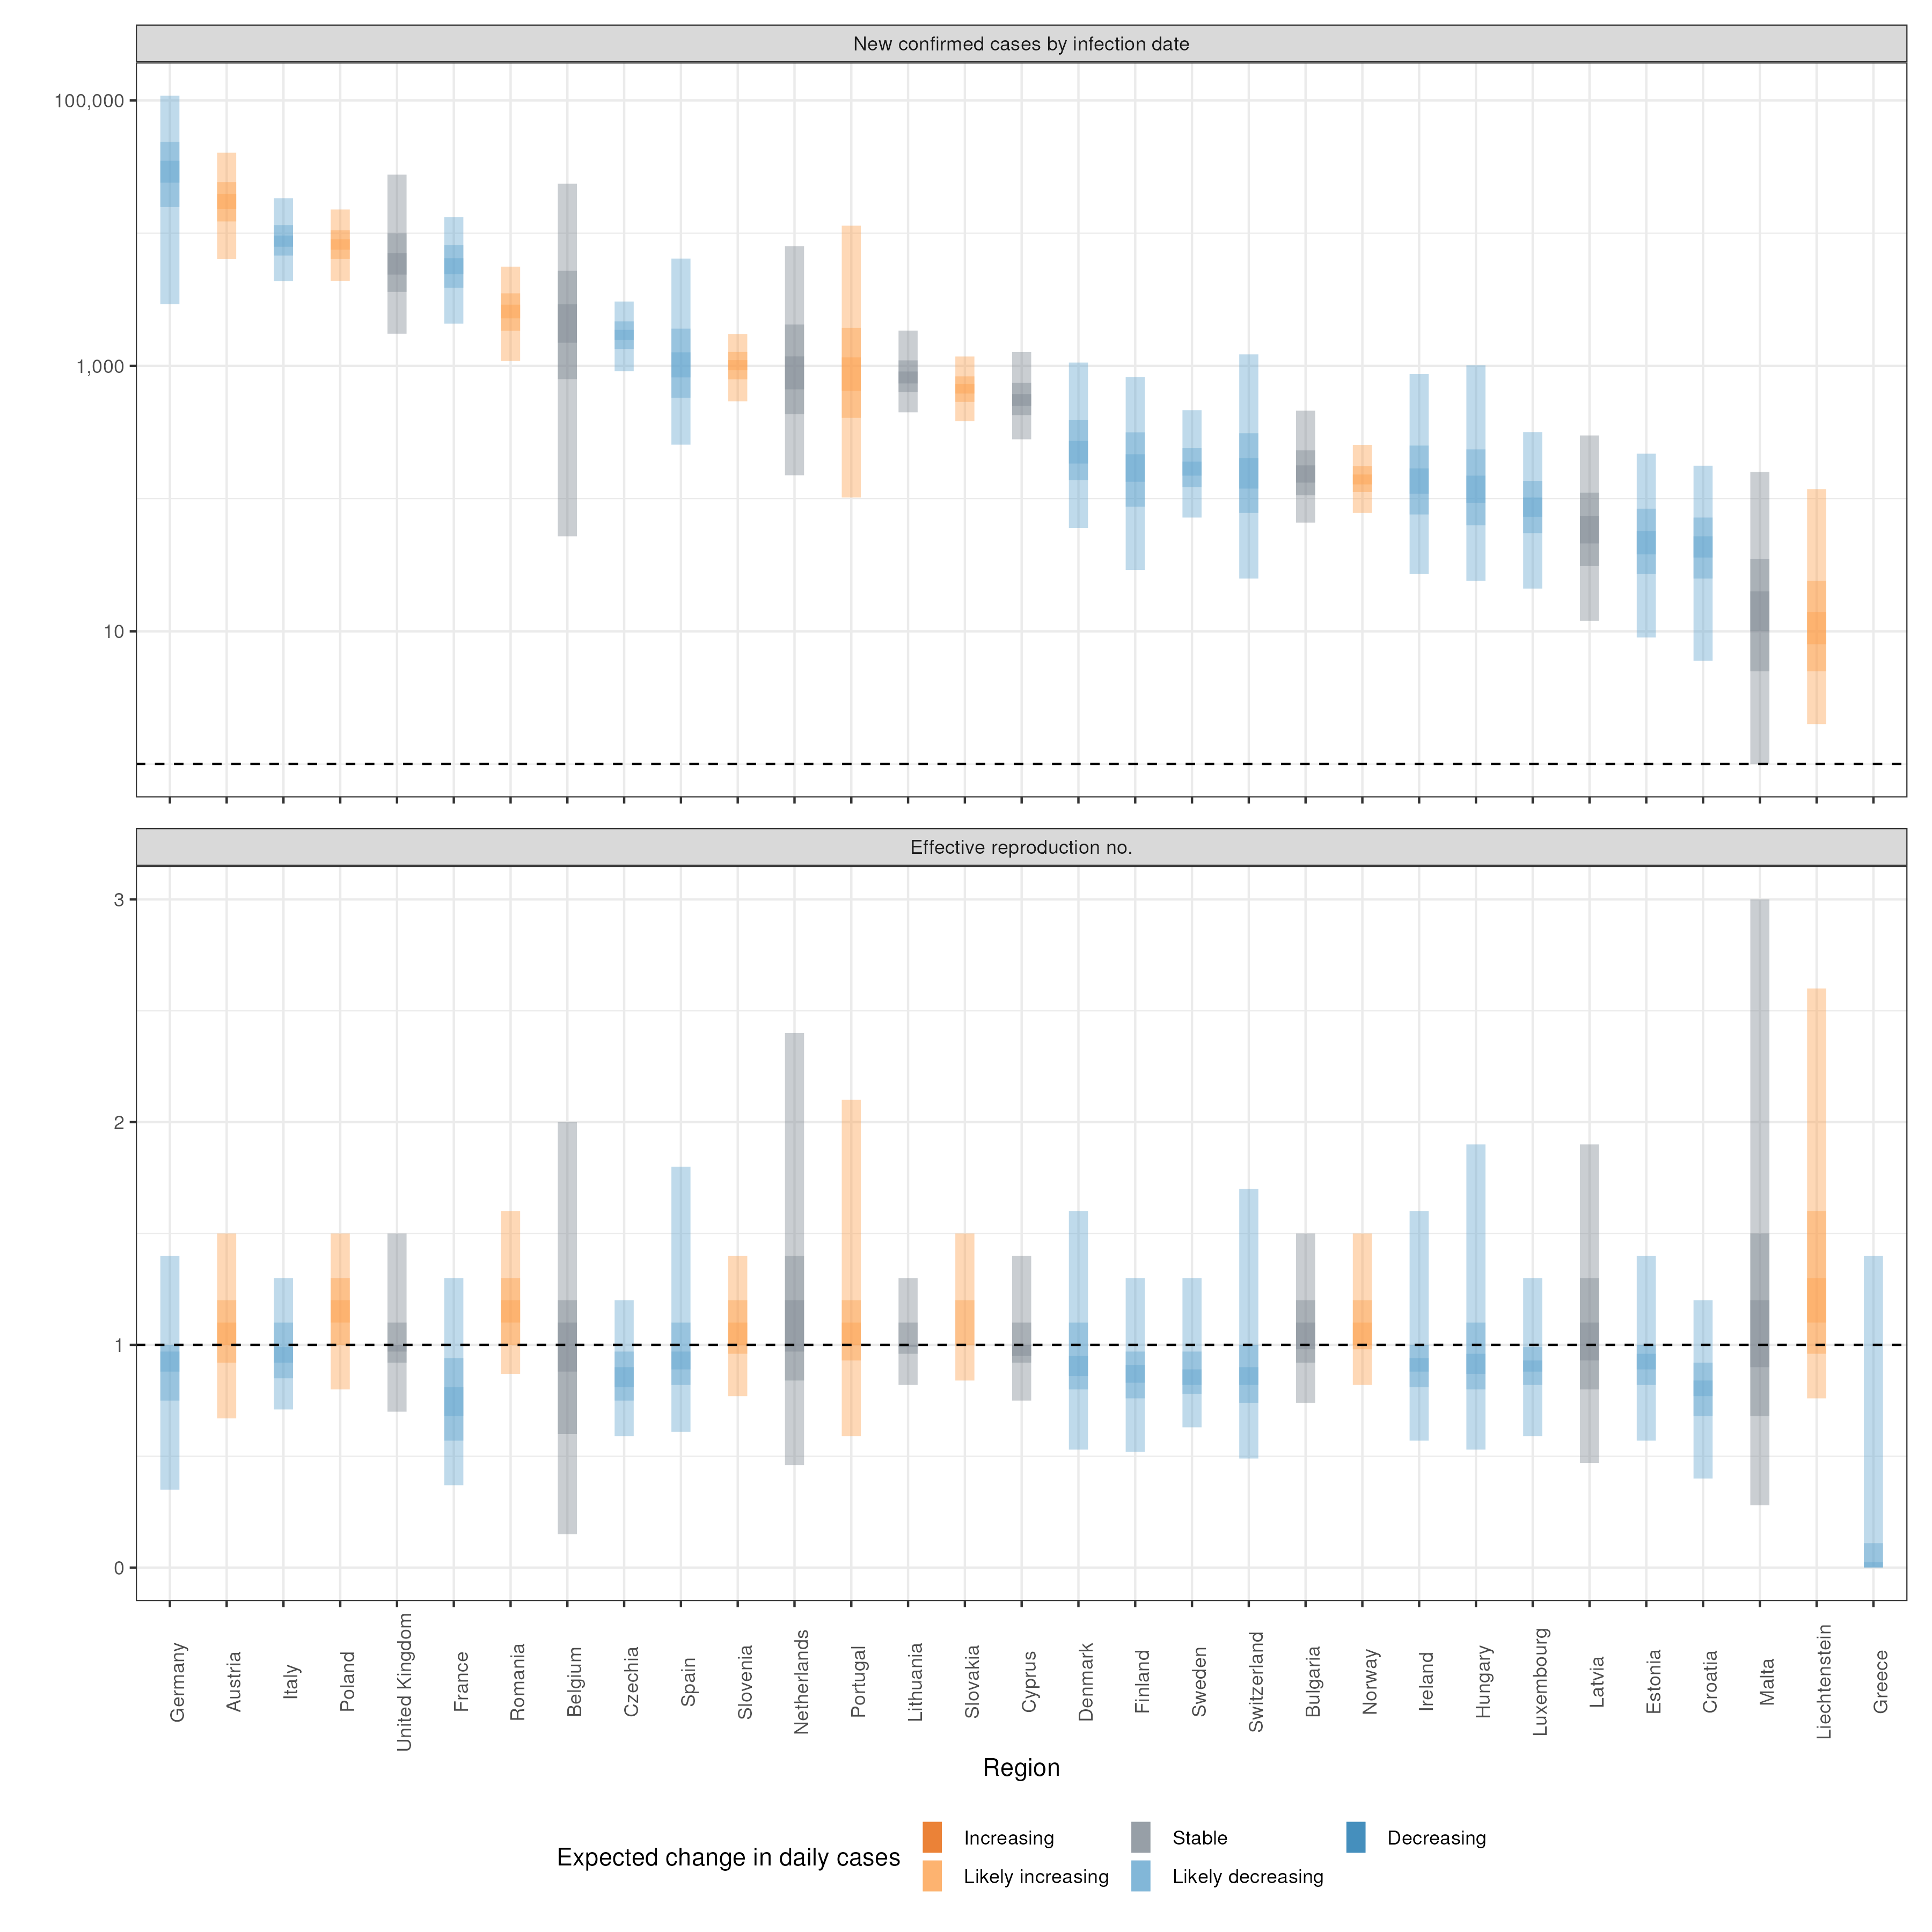 New confirmed cases by infection date
100,000
1,000
10
Effective reproduction no.
3
2
1
0
Germany
Austria
Italy
Poland
United Kingdom
France
Romania
Belgium
Czechia
Spain
Slovenia
Netherlands
Portugal
Lithuania
Slovakia
Cyprus
Denmark
Finland
Sweden
Switzerland
Bulgaria
Norway
Ireland
Hungary
Luxembourg
Latvia
Estonia
Croatia
Malta
Liechtenstein
Greece
Region
Expected change in daily cases
Increasing
Likely increasing
Stable
Likely decreasing
Decreasing